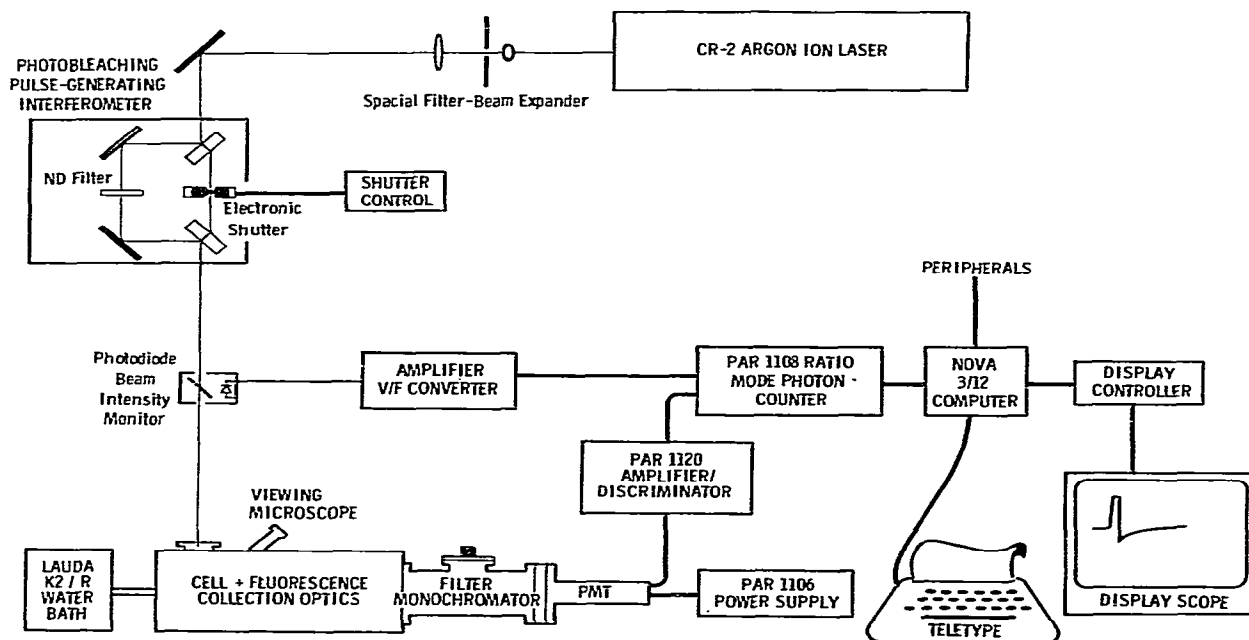 CR-2 ARGON ION LASER
Spacial Filter-Beam Expander
PHOTOBLEACHING
PULSE-GENERATING
INTERFEROMETER
ND Filter
Electronic
Shutter
SHUTTER
CONTROL
PERIPHERALS
Photodiode
Beam
Intensity
Monitor
AMPLIFIER
V/F CONVERTER
PAR 1108 RATIO
MODE PHOTON -
COUNTER
NOVA
3/12
COMPUTER
DISPLAY
CONTROLLER
PAR 1120
AMPLIFIER/
DISCRIMINATOR
VIEWING
MICROSCOPE
LAUDA
K2 / R
WATER
BATH
CELL + FLUORESCENCE
COLLECTION OPTICS
FILTER
MONOCHROMATOR
PMT
PAR 1106
POWER SUPPLY
TELETYPE
DISPLAY SCOPE